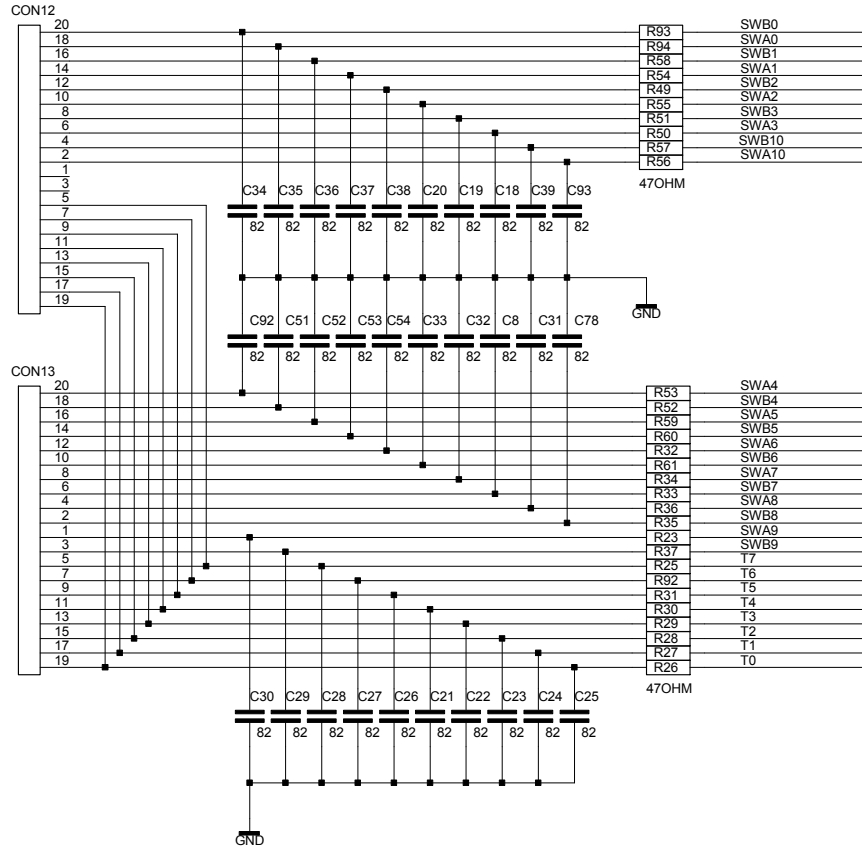 CON12
20 R93 SWB0
18 R94 SWA0
16 R58 SWB1
14 R54 SWA1
12 R49 SWB2
10 R55 SWA2
8 R51 SWB3
6 R50 SWA3
4 R57 SWB10
2 R56 SWA10
1
47OHM
3
C34 C35 C36 C37 C38 C20 C19 C18 C39 C93
5
7
82 82 82 82 82 82 82 82 82 82
9
11
13
15
17
19
GND
C92 C51 C52 C53 C54 C33 C32 C8 C31 C78
82 82 82 82 82 82 82 82 82 82
CON13
20 R53 SWA4
18 R52 SWB4
16 R59 SWA5
14 R60 SWB5
12 R32 SWA6
10 R61 SWB6
8 R34 SWA7
6 R33 SWB7
4 R36 SWA8
2 R35 SWB8
1 R23 SWA9
3 R37 SWB9
5 R25 T7
7 R92 T6
9 R31 T5
11 R30 T4
13 R29 T3
15 R28 T2
17 R27 T1
19 R26 T0
47OHM
C30 C29 C28 C27 C26 C21 C22 C23 C24 C25
82 82 82 82 82 82 82 82 82 82
GND